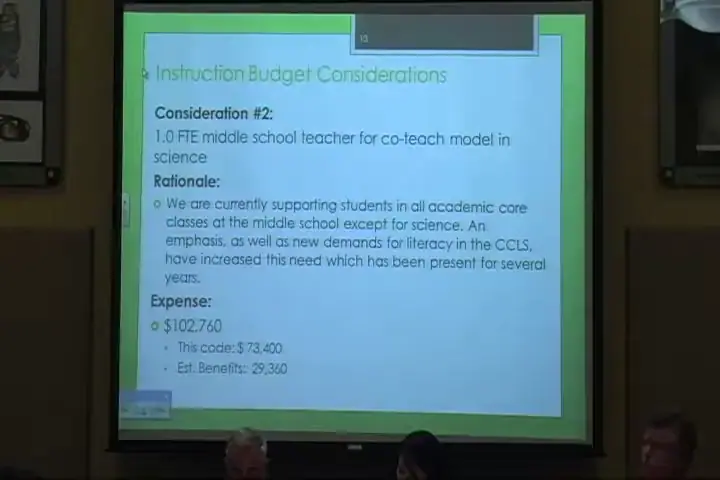 13
Instruction Budget Considerations
Consideration #2:
1.0 FTE middle school teacher for co-teach model in
science
Rationale:
We are currently supporting students in all academic core
classes at the middle school except for science. An
emphasis, as well as new demands for literacy in the CCLS,
have increased this need which has been present for several
years.
Expense:
$102,760
This code: $73,400
Est. Benefits: 29,360